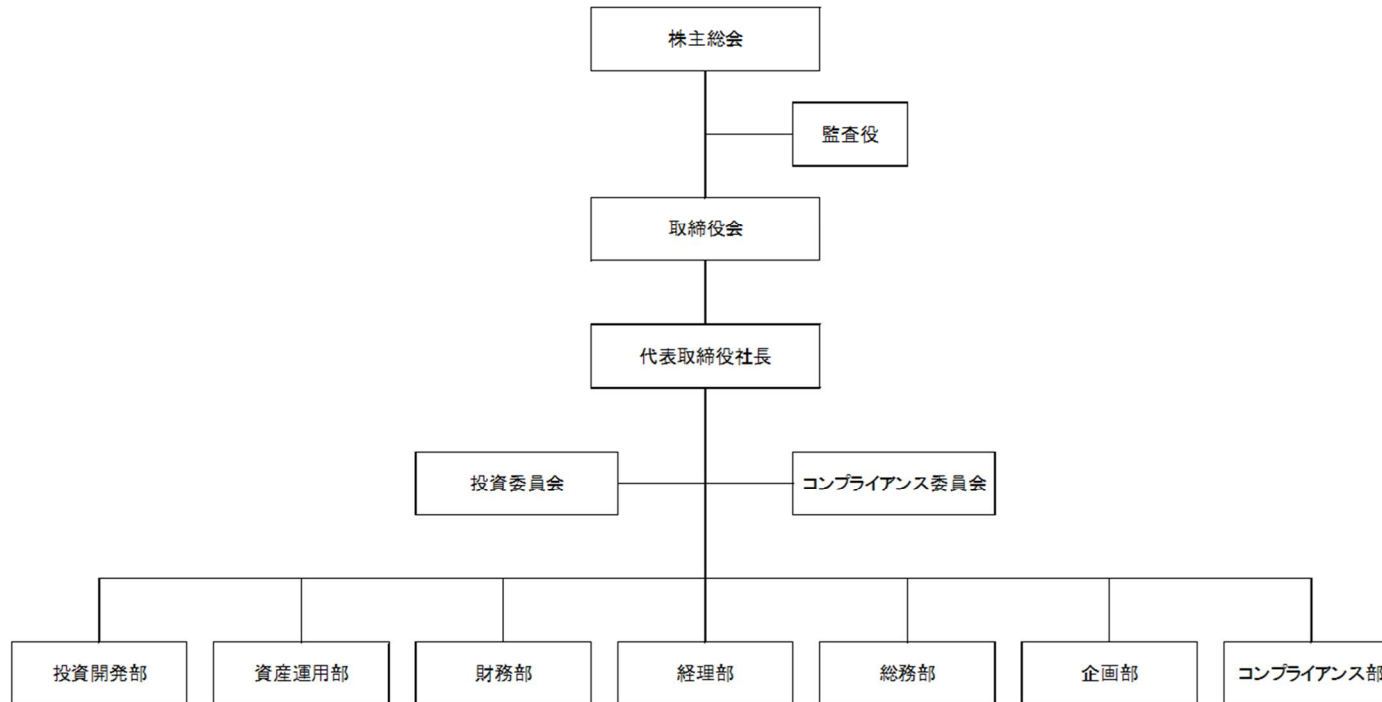 株主総会
監査役
取締役会
代表取締役社長
投資委員会
コンプライアンス委員会
投資開発部
資産運用部
財務部
経理部
総務部
企画部
コンプライアンス部